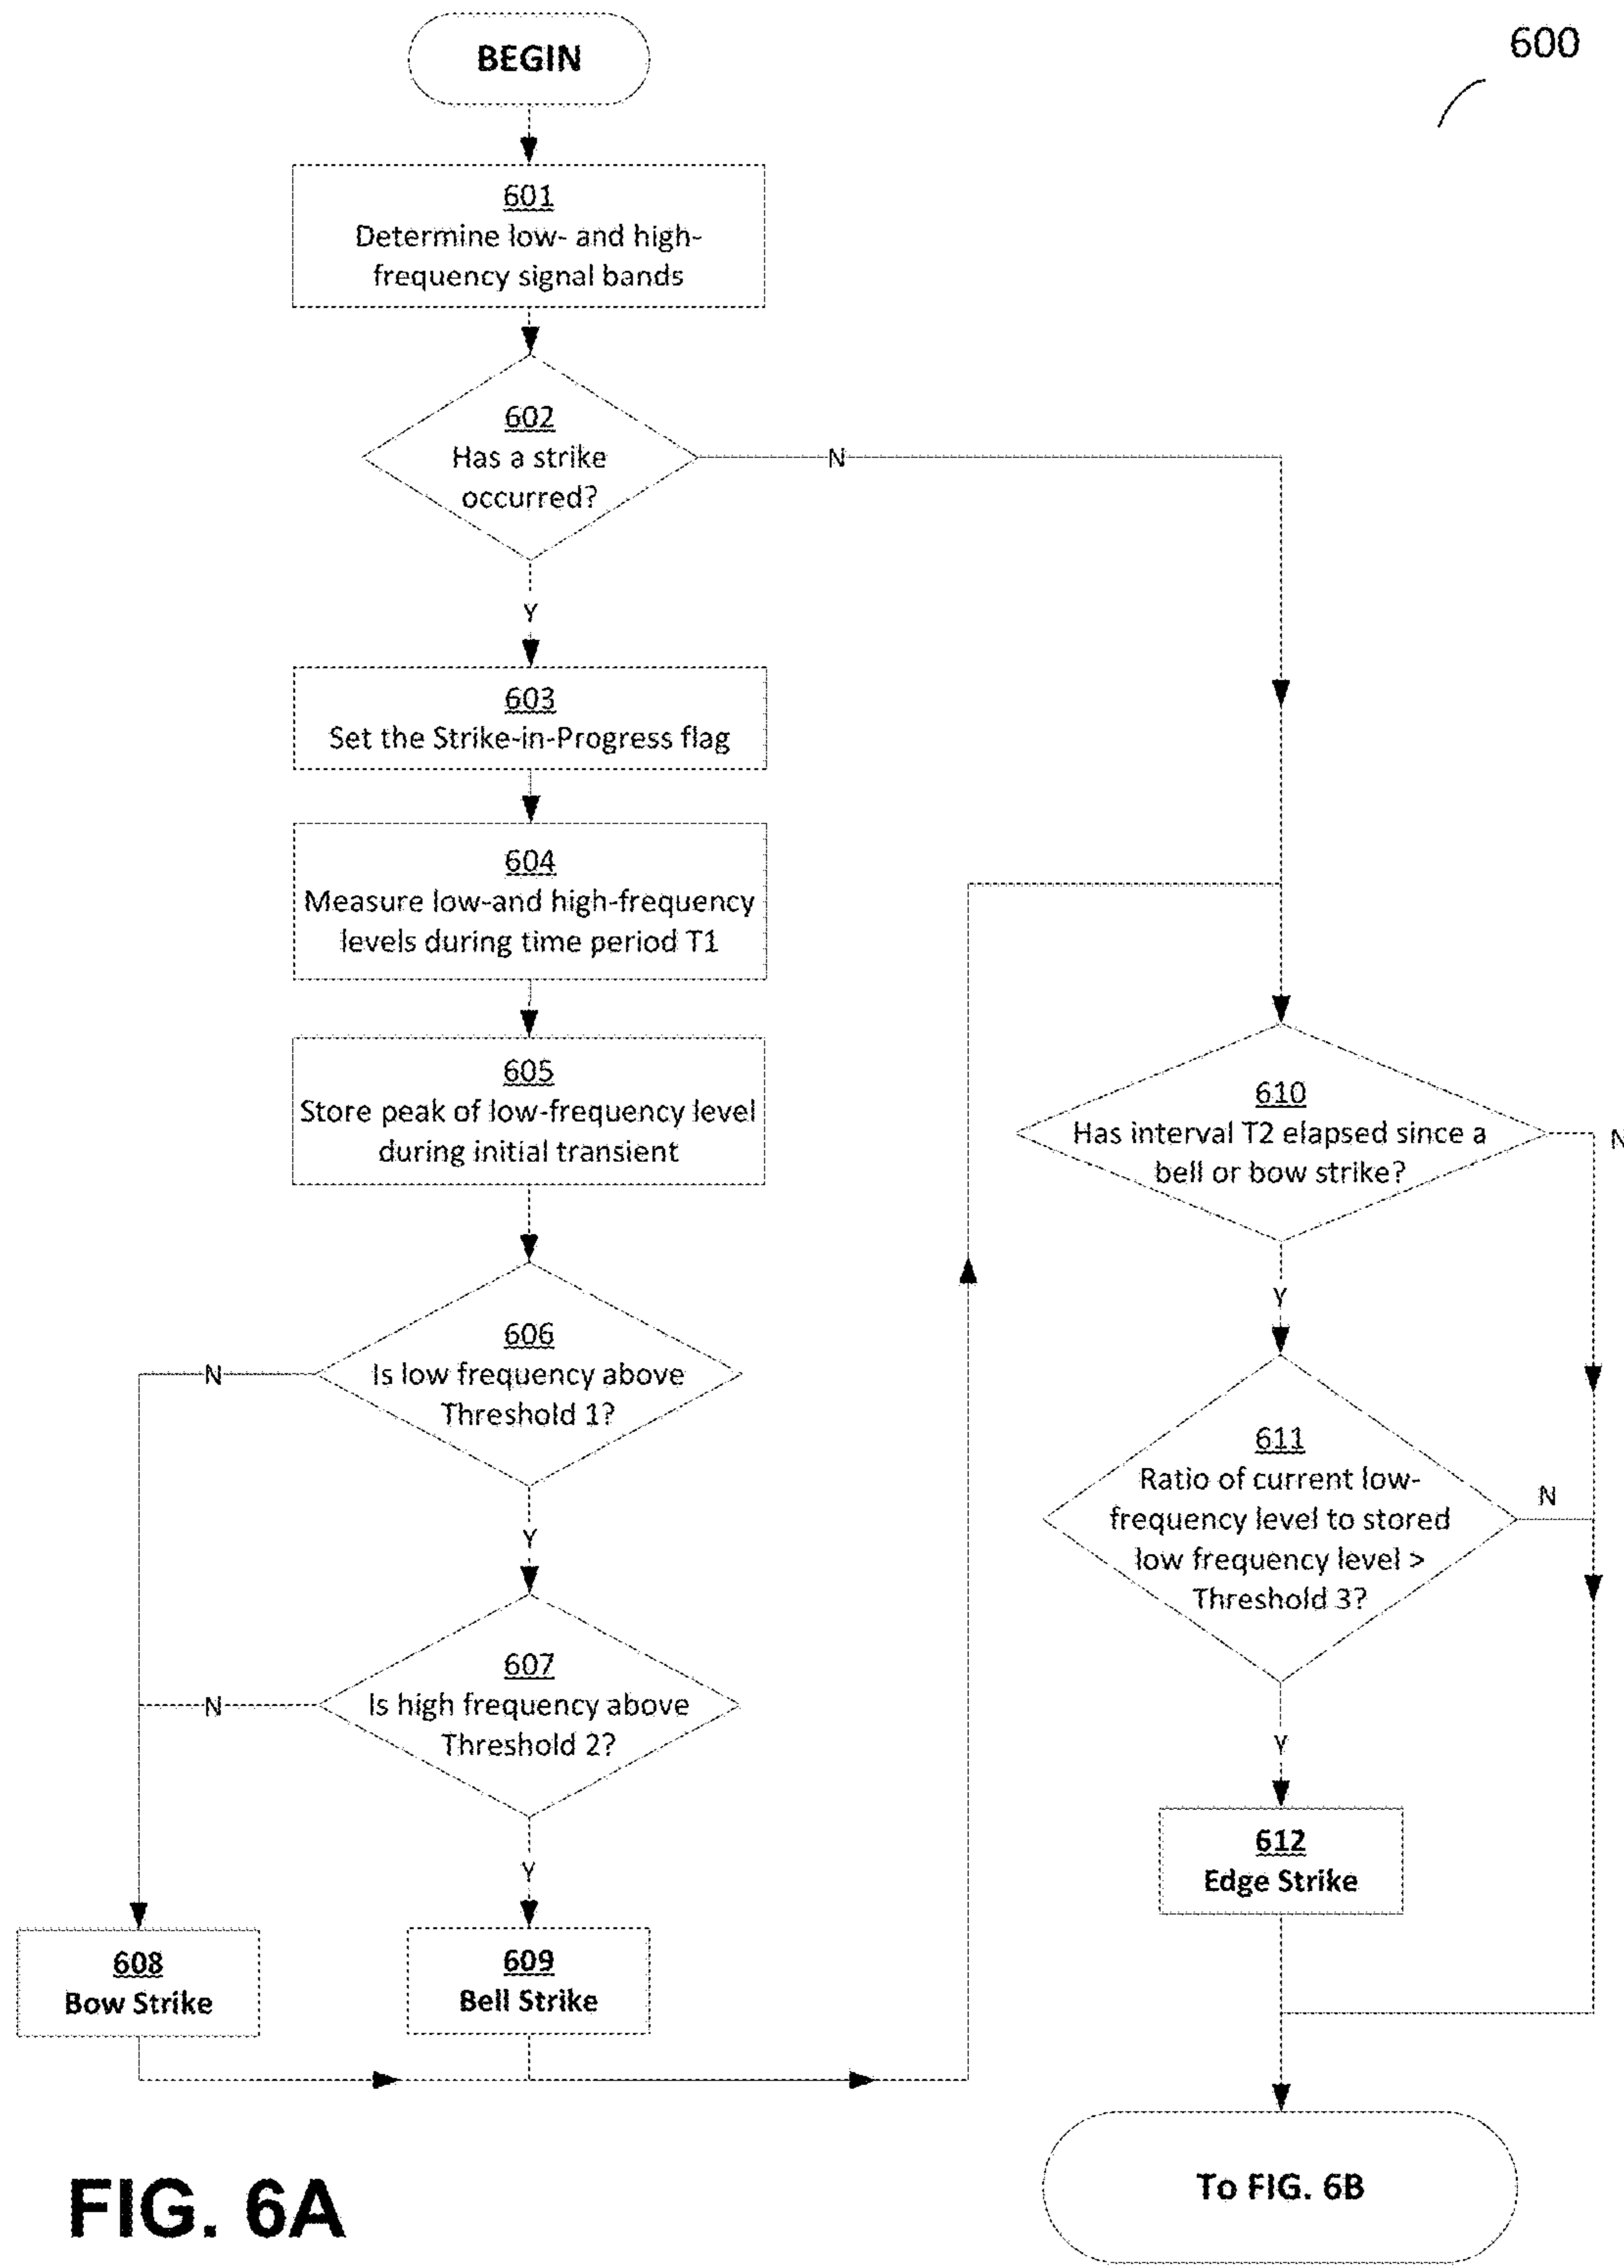 BEGIN
600
601
Determine low- and high-
frequency signal bands
602
Has a strike
occurred?
N
Y
603
Set the Strike-in-Progress flag
604
Measure low-and high-frequency
levels during time period T1
605
Store peak of low-frequency level
during initial transient
606
Is low frequency above
Threshold 1?
N
Y
607
Is high frequency above
Threshold 2?
N
Y
608
Bow Strike
609
Bell Strike
610
Has interval T2 elapsed since a
bell or bow strike?
N
Y
611
Ratio of current low-
frequency level to stored
low frequency level >
Threshold 3?
N
Y
612
Edge Strike
To FIG. 6B
FIG. 6A